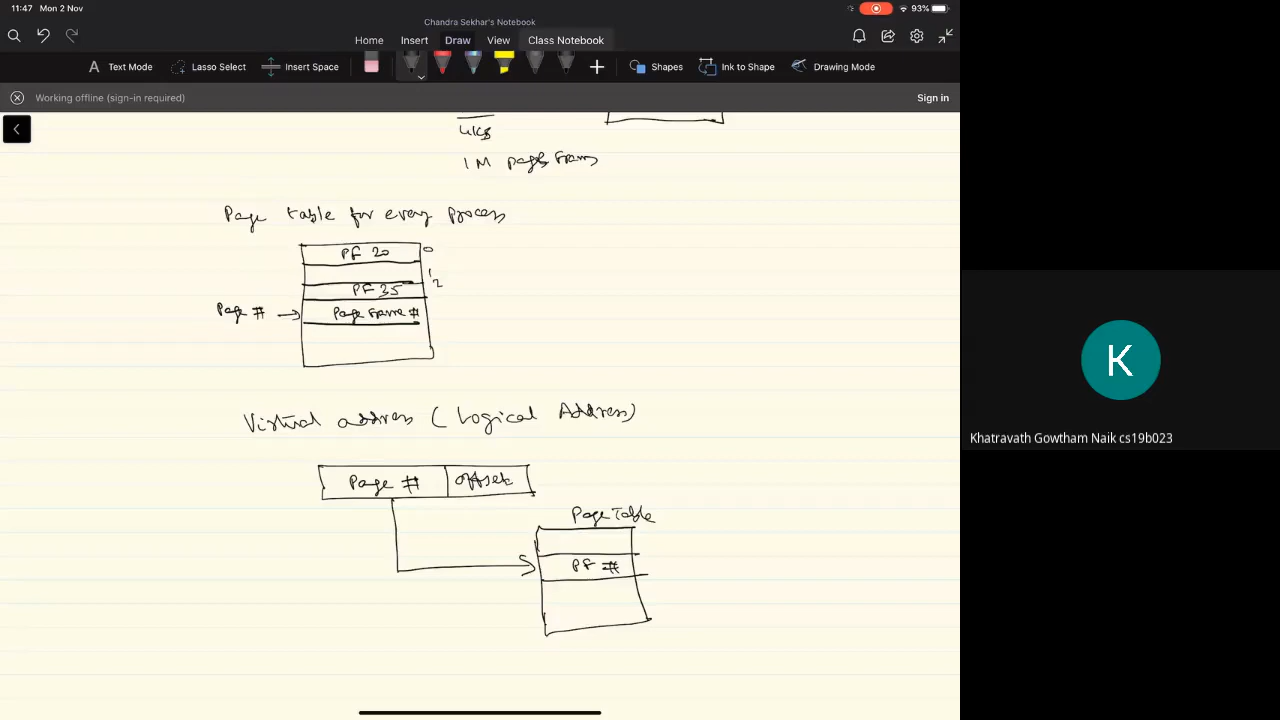 11:47 Mon 2 Nov
93%
Chandra Sekhar's Notebook
Home Insert Draw View Class Notebook
Text Mode Lasso Select Insert Space Shapes Ink to Shape Drawing Mode
Working offline (sign-in required) Sign in
4KB
1M page frames
Page table for every process
PF 20 0
1
PF 35 2
Page # Page Frame #
Virtual address (Logical Address)
Page # offset
Page Table
PF #
K
Khatravath Gowtham Naik cs19b023